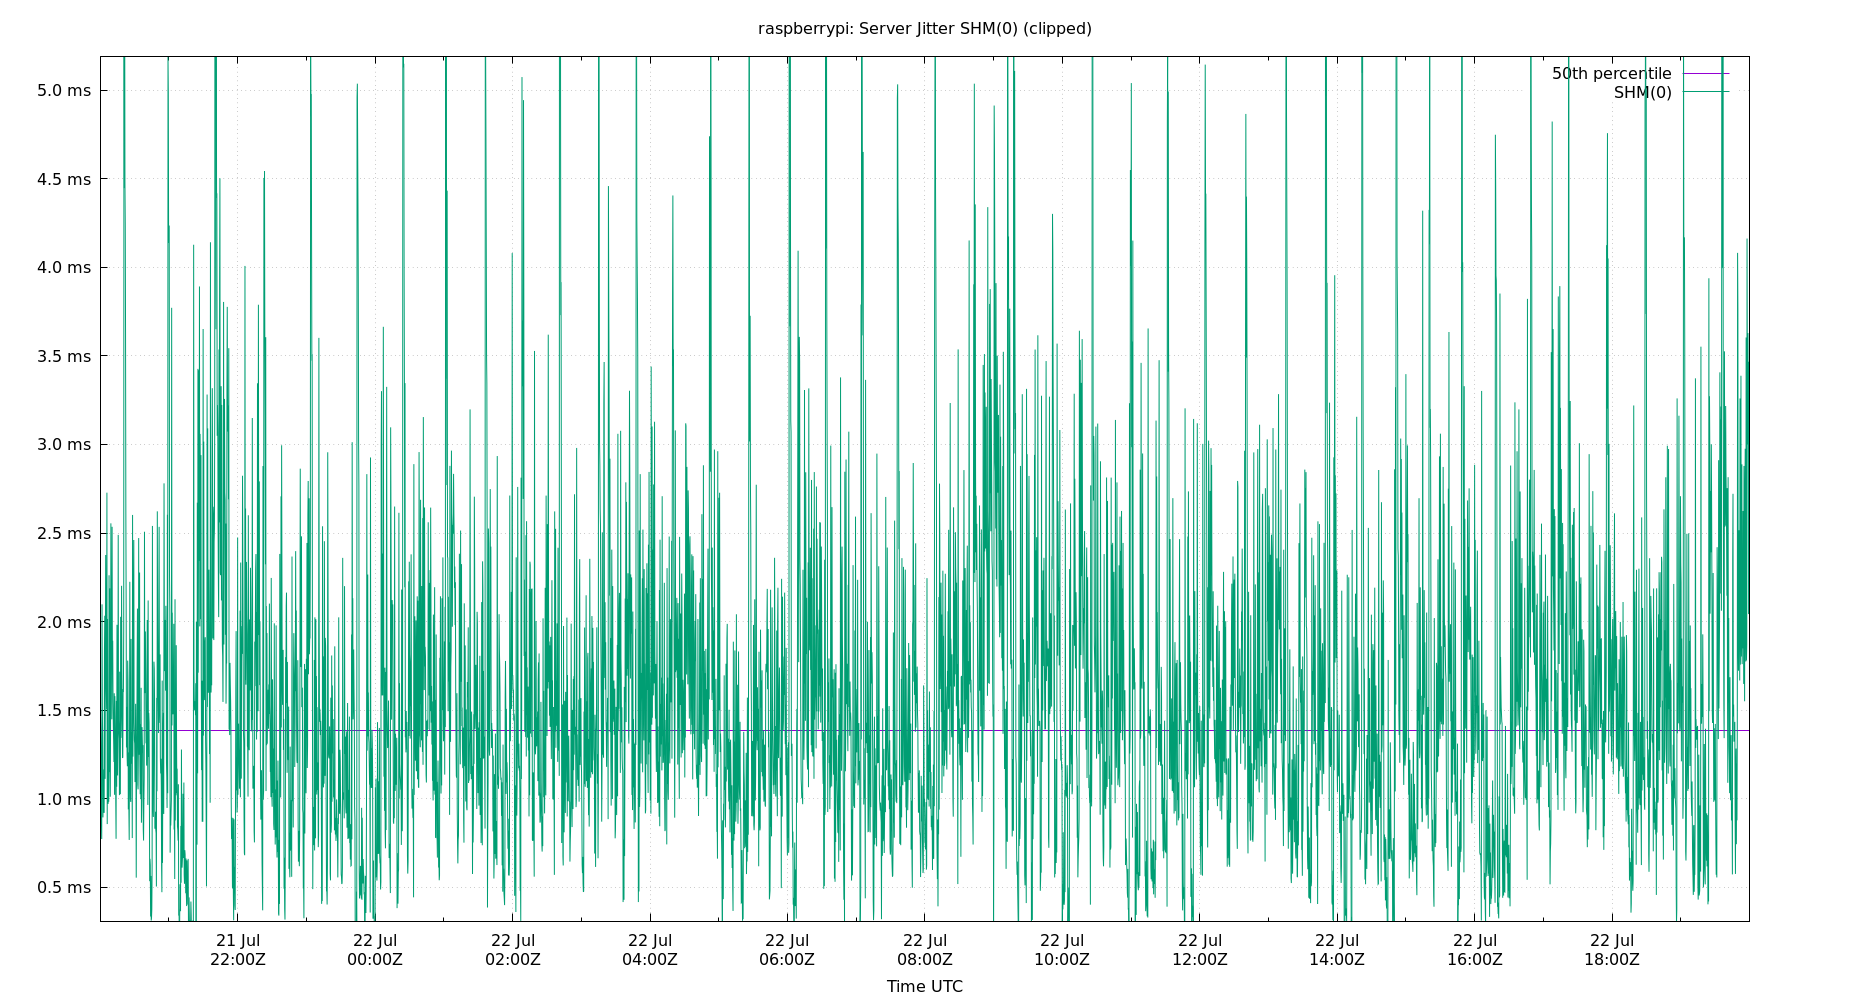 raspberrypi: Server Jitter SHM(0) (clipped)
50th percentile
SHM(0)
5.0 ms
4.5 ms
4.0 ms
3.5 ms
3.0 ms
2.5 ms
2.0 ms
1.5 ms
1.0 ms
0.5 ms
21 Jul 22 Jul 22 Jul 22 Jul 22 Jul 22 Jul 22 Jul 22 Jul 22 Jul 22 Jul 22 Jul
22:00Z 00:00Z 02:00Z 04:00Z 06:00Z 08:00Z 10:00Z 12:00Z 14:00Z 16:00Z 18:00Z
Time UTC